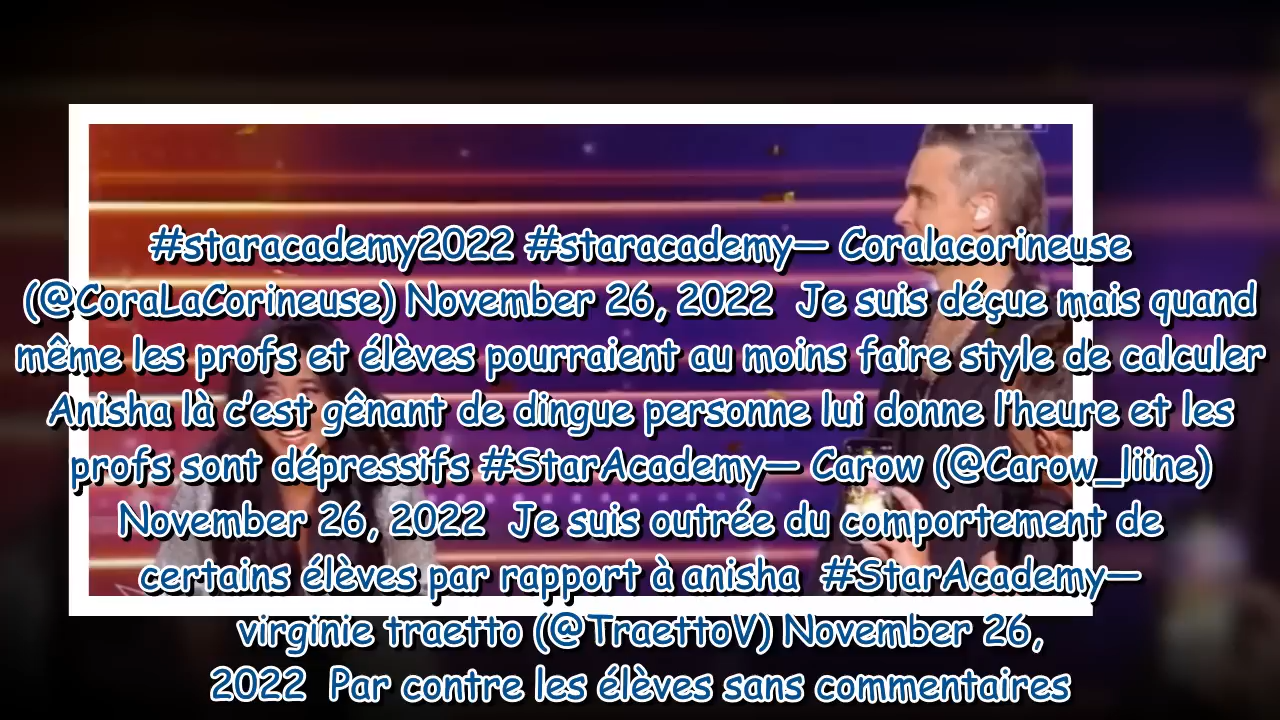 #staracademy2022 #staracademy— Coralacorineuse
(@CoraLaCorineuse) November 26, 2022  Je suis déçue mais quand
même les profs et élèves pourraient au moins faire style de calculer
Anisha là c'est gênant de dingue personne lui donne l'heure et les
profs sont dépressifs #StarAcademy— Carow (@Carow_liine)
November 26, 2022  Je suis outrée du comportement de
certains élèves par rapport à anisha  #StarAcademy—
virginie traetto (@TraettoV) November 26,
2022  Par contre les élèves sans commentaires